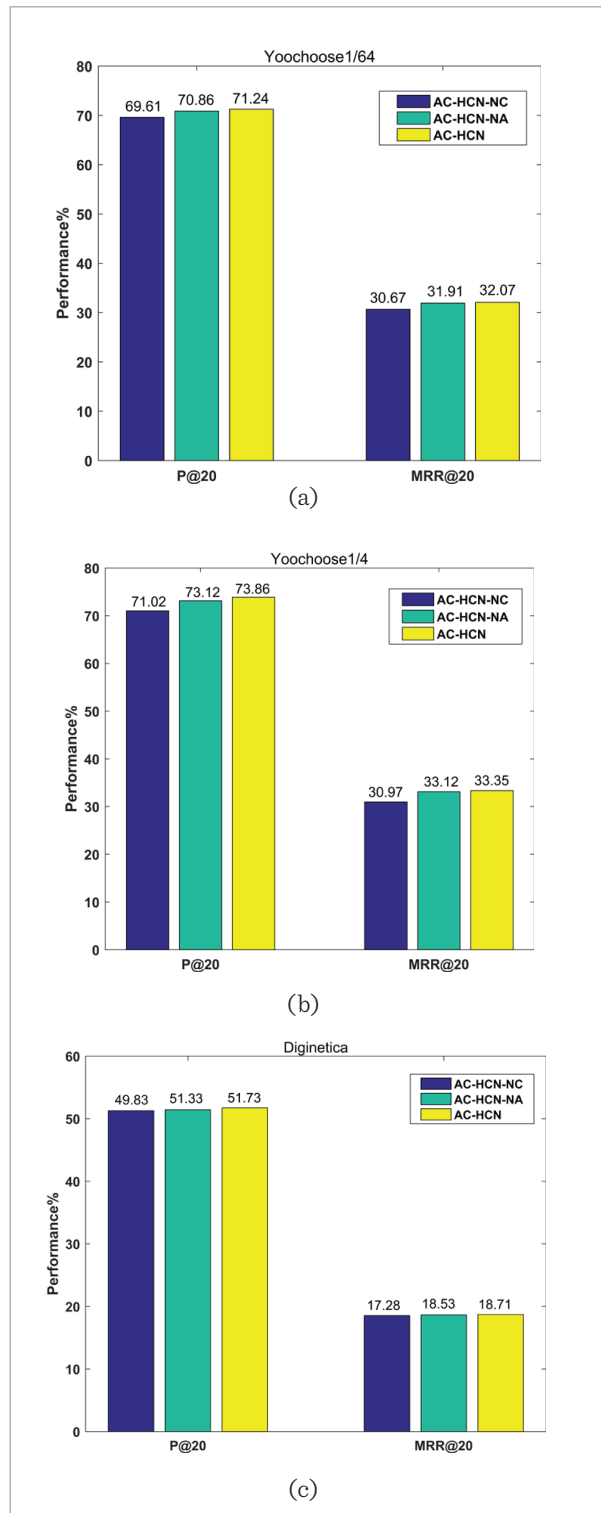 Yoochoose1/64
80
70
60
50
40
30
20
10
0
Performance%
69.61 70.86 71.24
30.67 31.91 32.07
AC-HCN-NC
AC-HCN-NA
AC-HCN
P@20 MRR@20
(a)
Yoochoose1/4
80
70
60
50
40
30
20
10
0
Performance%
71.02 73.12 73.86
30.97 33.12 33.35
AC-HCN-NC
AC-HCN-NA
AC-HCN
P@20 MRR@20
(b)
Diginetica
60
50
40
30
20
10
0
Performance%
49.83 51.33 51.73
17.28 18.53 18.71
AC-HCN-NC
AC-HCN-NA
AC-HCN
P@20 MRR@20
(c)